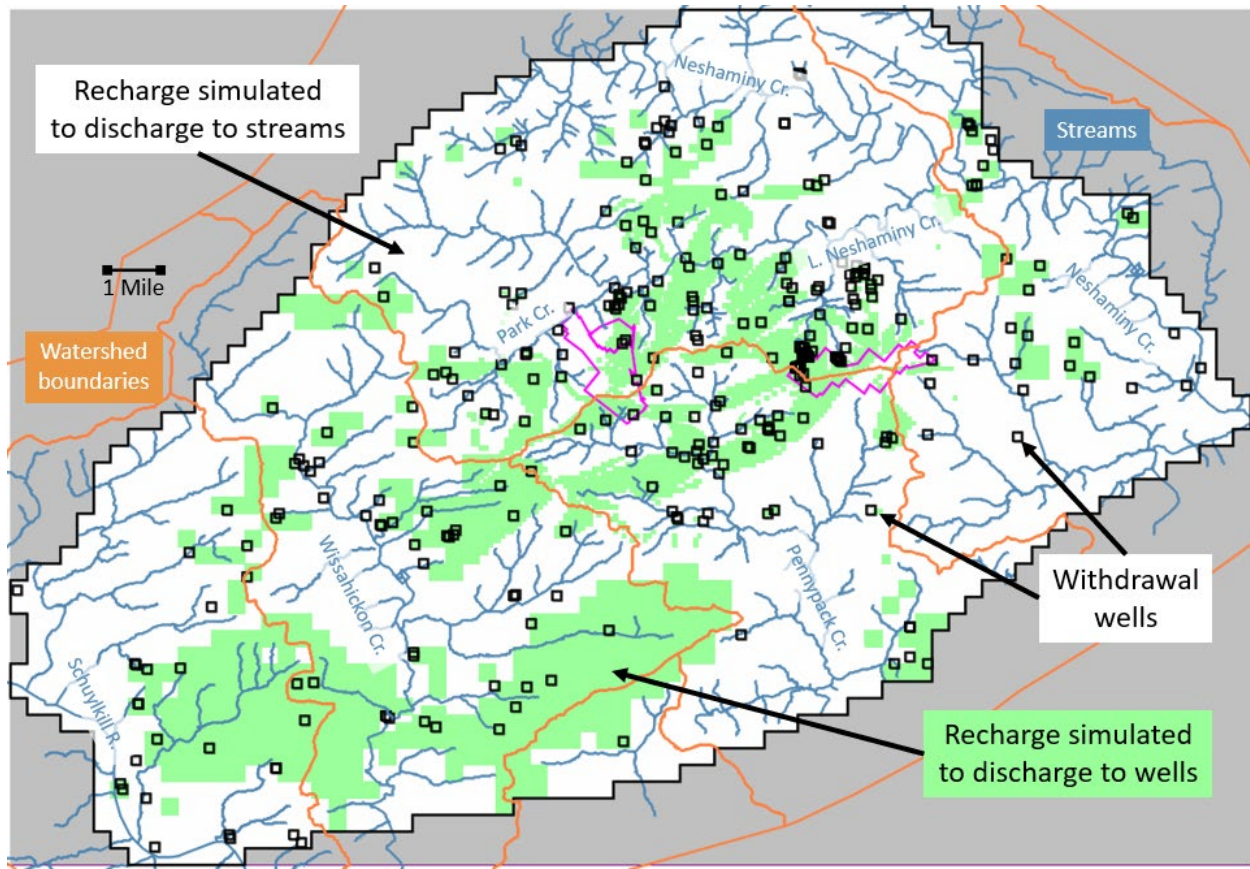 Neshaminy Cr.
Recharge simulated
to discharge to streams
Streams
L. Neshaminy Cr.
Neshaminy Cr.
1 Mile
Park Cr.
Watershed
boundaries
Wissahickon Cr.
Pennypack Cr.
Withdrawal
wells
Schuylkill R.
Recharge simulated
to discharge to wells